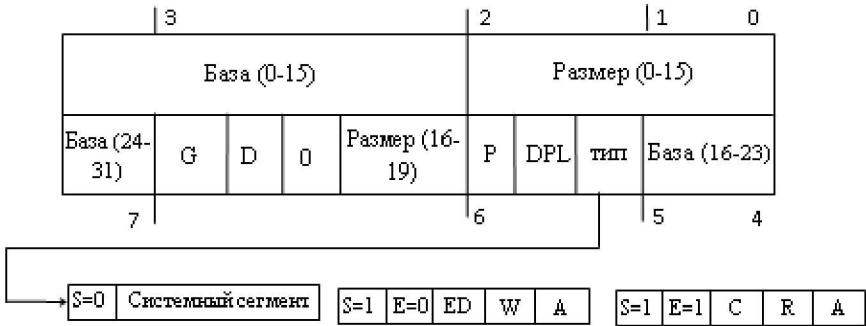 3 2 1 0
База (0-15) Размер (0-15)
База (24-31) G D 0 Размер (16-19) P DPL тип База (16-23)
7 6 5 4
S=0 Системный сегмент S=1 E=0 ED W A S=1 E=1 C R A